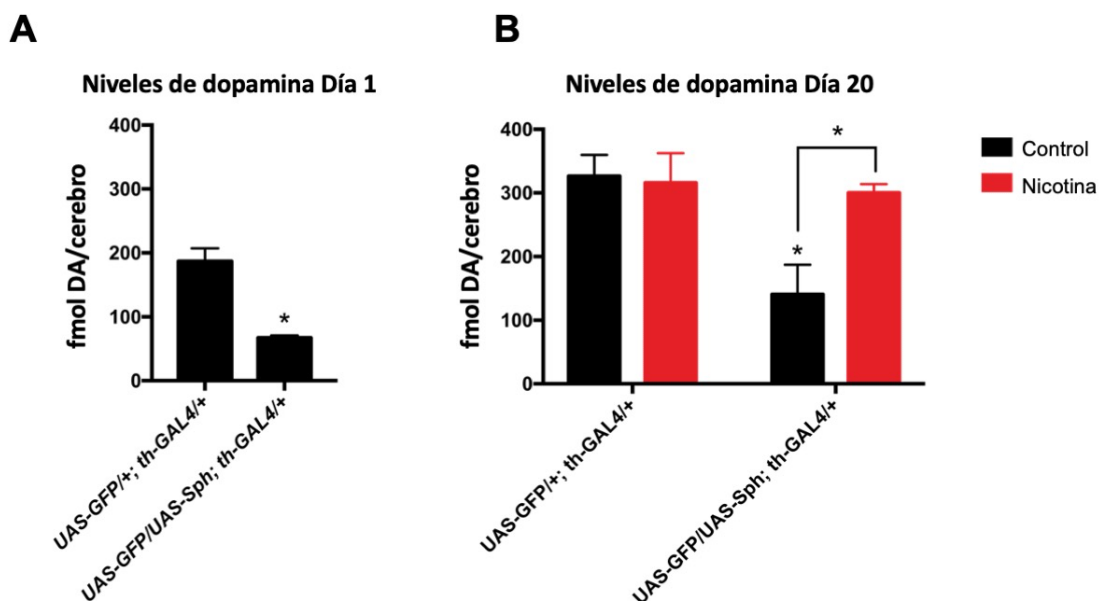 A
Niveles de dopamina Día 1
fmol DA/cerebro
400
300
200
100
0
*
UAS-GFP/+; th-GAL4/+
UAS-GFP/UAS-Sph; th-GAL4/+
B
Niveles de dopamina Día 20
fmol DA/cerebro
400
300
200
100
0
*
*
UAS-GFP/+; th-GAL4/+
UAS-GFP/UAS-Sph; th-GAL4/+
Control
Nicotina